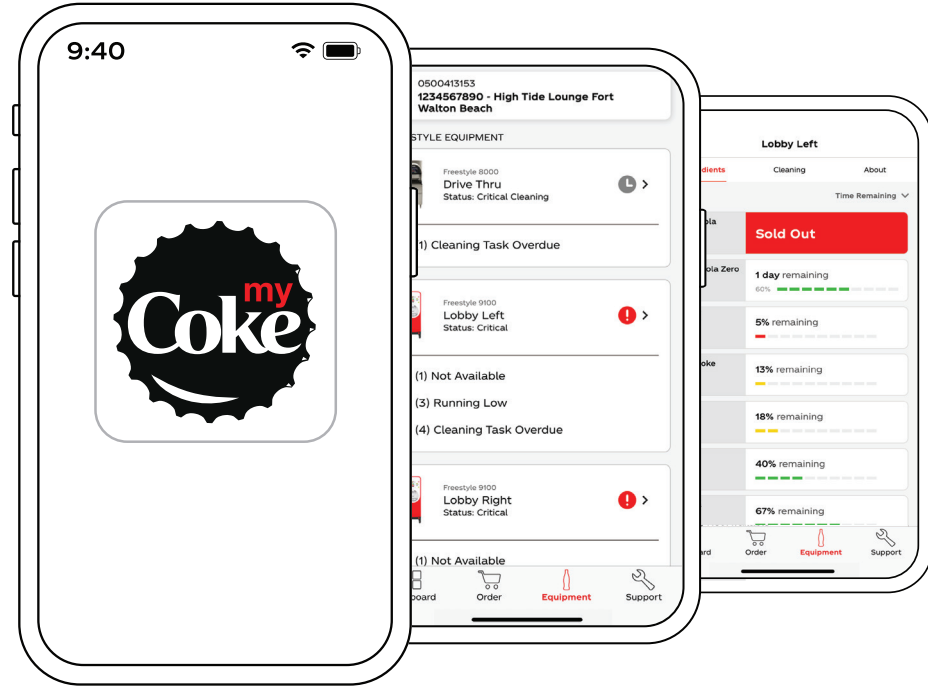 9:40
my
Coke
0500413153
1234567890 - High Tide Lounge Fort
Walton Beach
STYLE EQUIPMENT
Freestyle 8000
Drive Thru
Status: Critical Cleaning
1) Cleaning Task Overdue
Freestyle 9100
Lobby Left
Status: Critical
(1) Not Available
(3) Running Low
(4) Cleaning Task Overdue
Freestyle 9100
Lobby Right
Status: Critical
(1) Not Available
oard Order Equipment Support
Lobby Left
dients Cleaning About
Time Remaining
ola
Sold Out
ola Zero
1 day remaining
60%
5% remaining
oke
13% remaining
18% remaining
40% remaining
67% remaining
ard Order Equipment Support